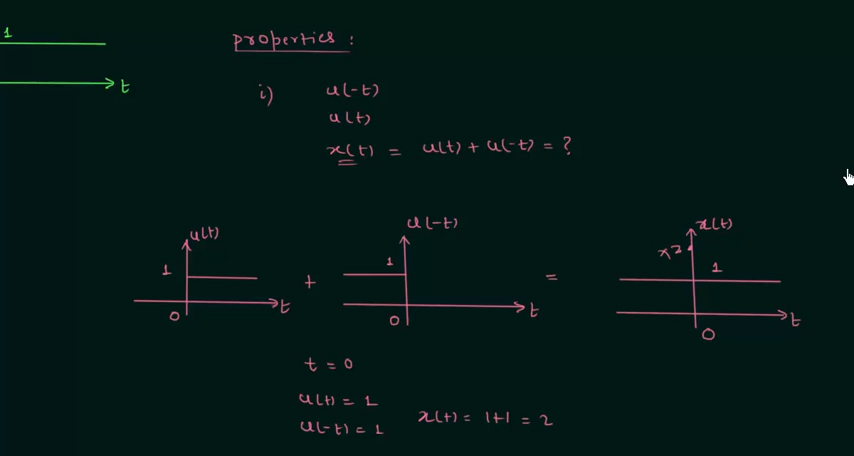 1
t
properties :
i) u(-t)
u(t)
x(t) = u(t) + u(-t) = ?
u(t)
1
0
t
+
u(-t)
1
0
t
=
x(t)
x2
1
0
t
t = 0
u(t) = 1
u(-t) = 1
x(t) = 1+1 = 2